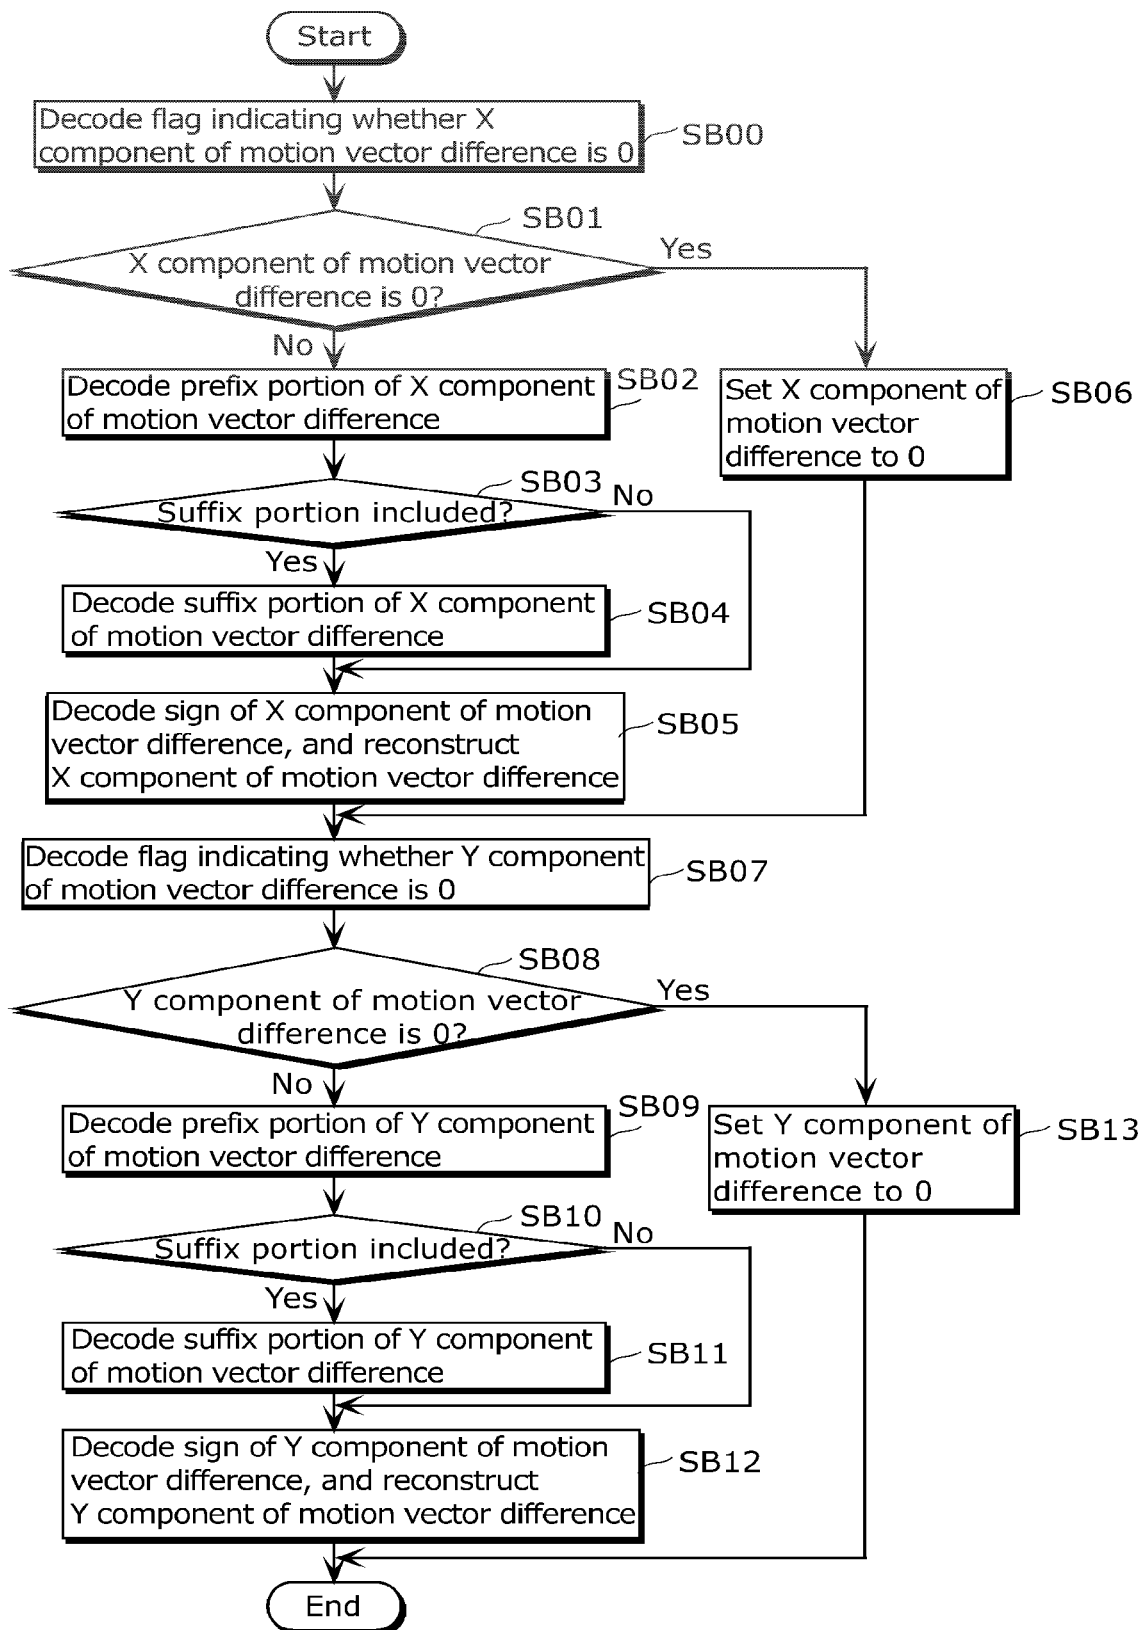 Start
Decode flag indicating whether X
component of motion vector difference is 0
SB00
SB01
X component of motion vector
difference is 0?
Yes
No
Decode prefix portion of X component
of motion vector difference
SB02
Set X component of
motion vector
difference to 0
SB06
SB03
Suffix portion included?
No
Yes
Decode suffix portion of X component
of motion vector difference
SB04
Decode sign of X component of motion
vector difference, and reconstruct
X component of motion vector difference
SB05
Decode flag indicating whether Y component
of motion vector difference is 0
SB07
SB08
Y component of motion vector
difference is 0?
Yes
No
Decode prefix portion of Y component
of motion vector difference
SB09
Set Y component of
motion vector
difference to 0
SB13
SB10
Suffix portion included?
No
Yes
Decode suffix portion of Y component
of motion vector difference
SB11
Decode sign of Y component of motion
vector difference, and reconstruct
Y component of motion vector difference
SB12
End